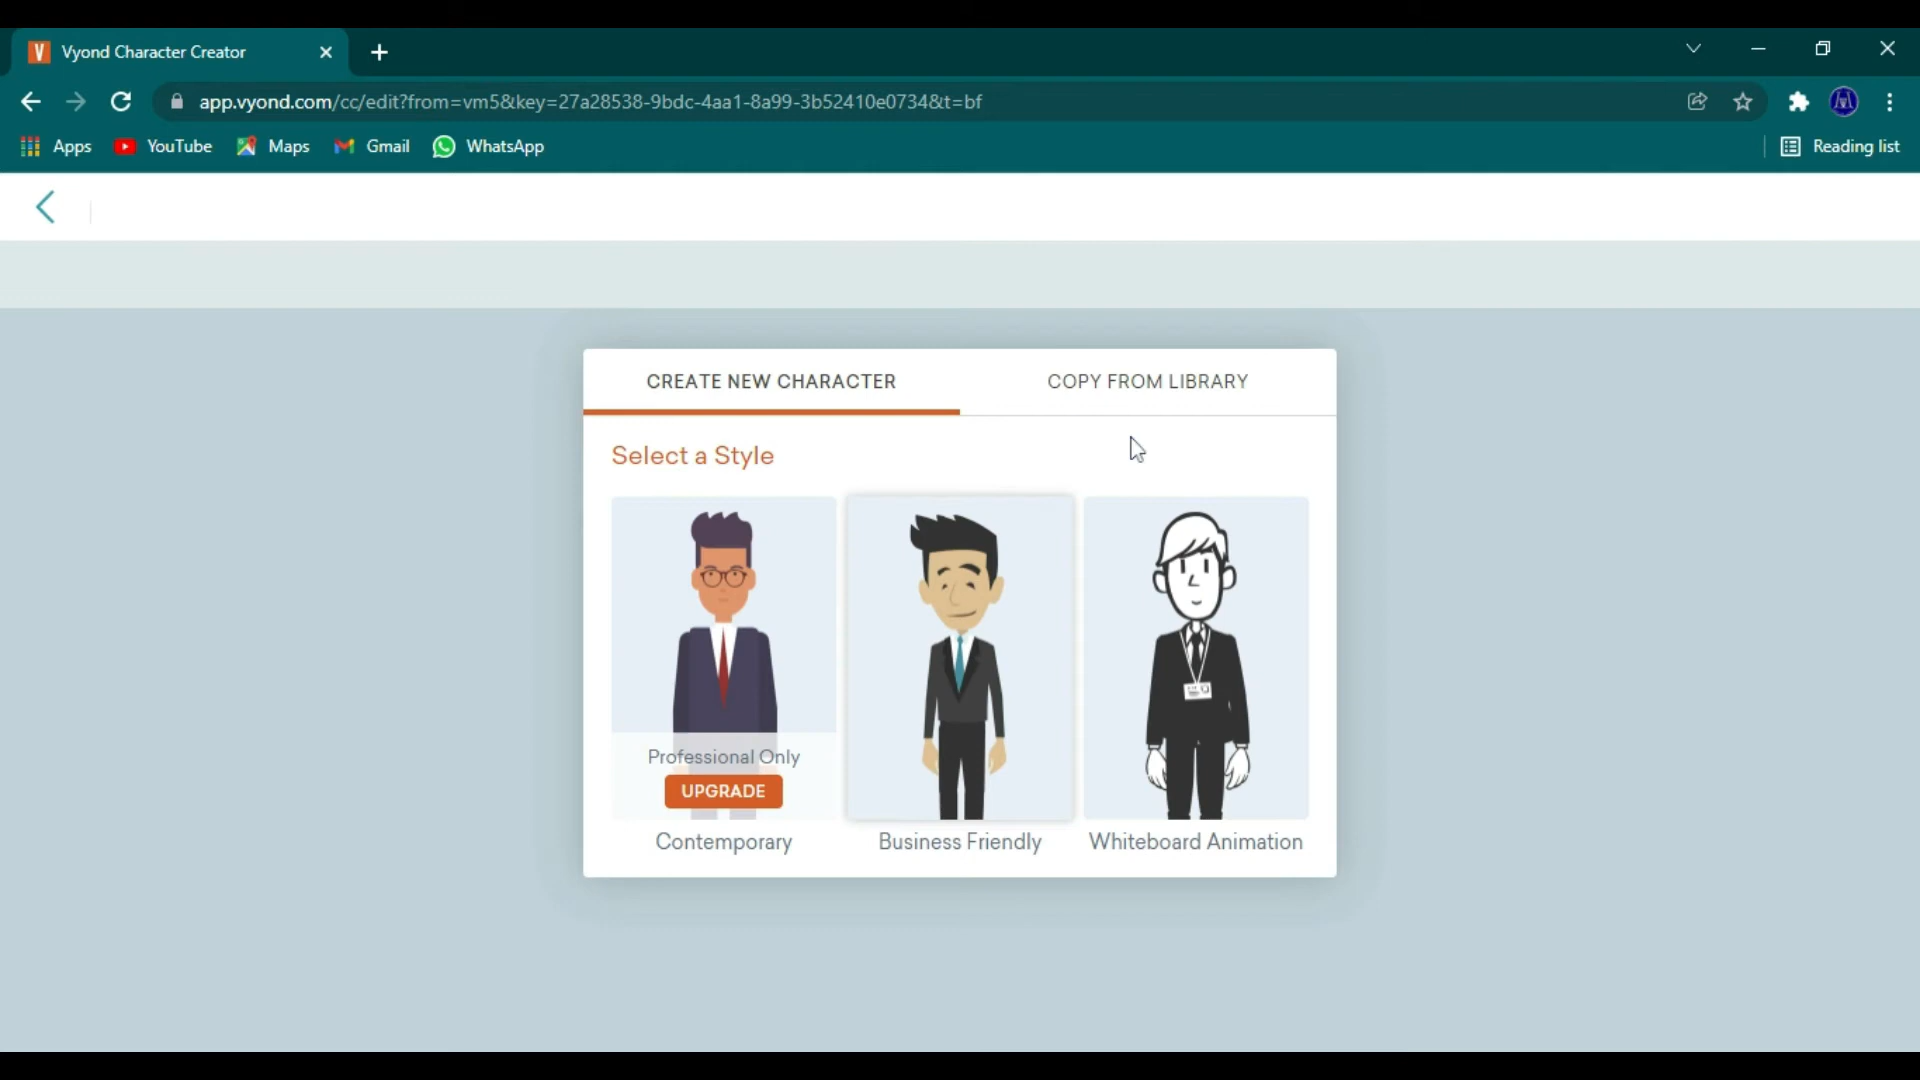 Vyond Character Creator
app.vyond.com/cc/edit?from=vm5&key=27a28538-9bdc-4aa1-8a99-3b52410e0734&t=bf
Apps YouTube Maps Gmail WhatsApp Reading list
CREATE NEW CHARACTER COPY FROM LIBRARY
Select a Style
Professional Only
UPGRADE
Contemporary Business Friendly Whiteboard Animation